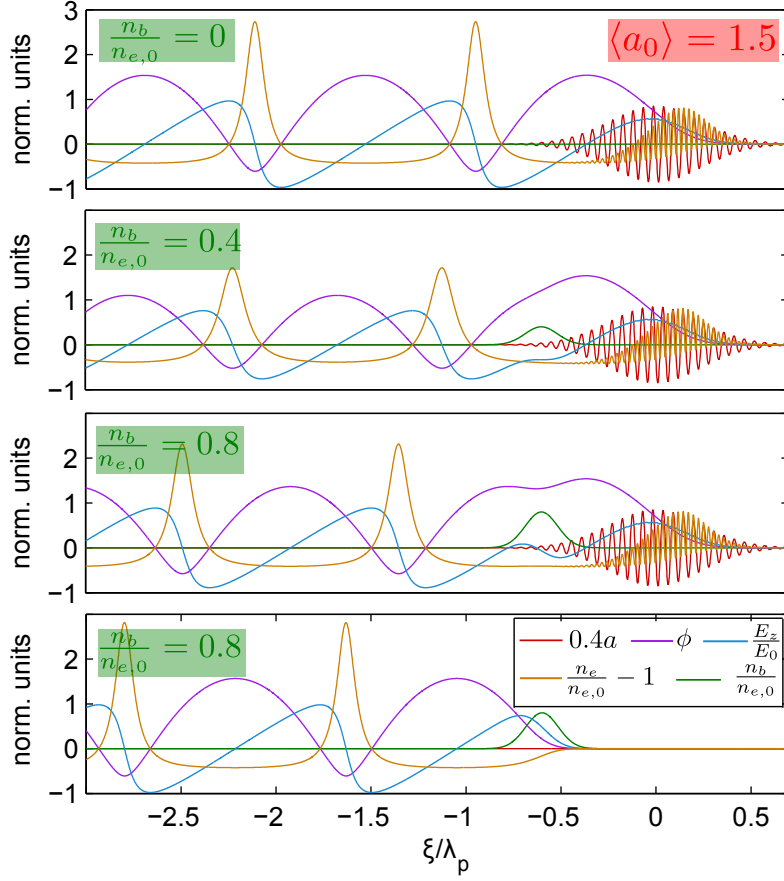 3
2
1
0
−1
norm. units
n_b/n_{e,0} = 0
⟨a_0⟩ = 1.5
2
1
0
−1
norm. units
n_b/n_{e,0} = 0.4
2
1
0
−1
norm. units
n_b/n_{e,0} = 0.8
2
1
0
−1
norm. units
n_b/n_{e,0} = 0.8
0.4a ϕ E_z/E_0
n_e/n_{e,0} − 1 n_b/n_{e,0}
−2.5 −2 −1.5 −1 −0.5 0 0.5
ξ/λ_p